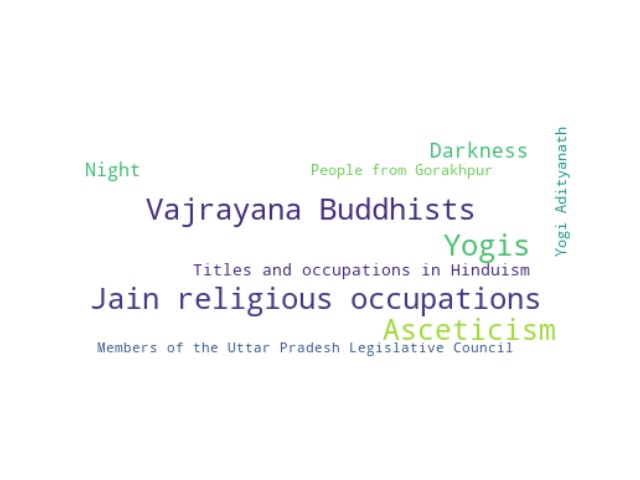 Darkness
Yogi Adityanath
Night
People from Gorakhpur
Vajrayana Buddhists
Yogis
Titles and occupations in Hinduism
Jain religious occupations
Asceticism
Members of the Uttar Pradesh Legislative Council